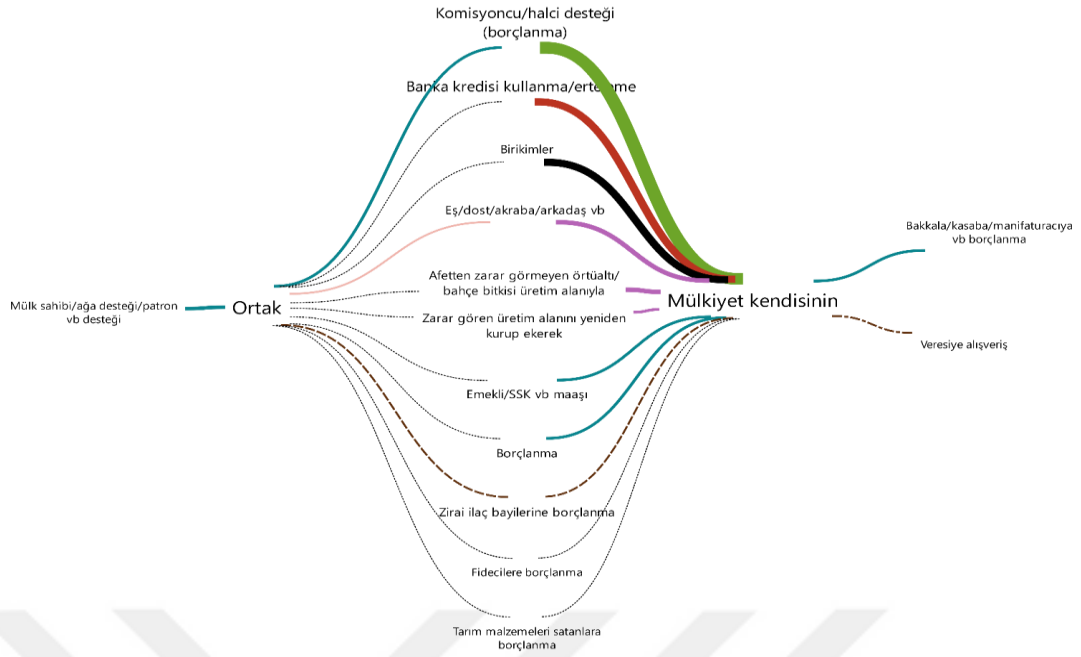 Komisyoncu/halci desteği
(borçlanma)
Banka kredisi kullanma/erteleme
Birikimler
Eş/dost/akraba/arkadaş vb
Afetten zarar görmeyen örtüaltı/
bahçe bitkisi üretim alanıyla
Zarar gören üretim alanını yeniden
kurup ekerek
Mülk sahibi/ağa desteği/patron
vb desteği
Ortak
Mülkiyet kendisinin
Bakkala/kasaba/manifaturacıya
vb borçlanma
Veresiye alışveriş
Emekli/SSK vb maaşı
Borçlanma
Zirai ilaç bayilerine borçlanma
Fidecilere borçlanma
Tarım malzemeleri satanlara
borçlanma